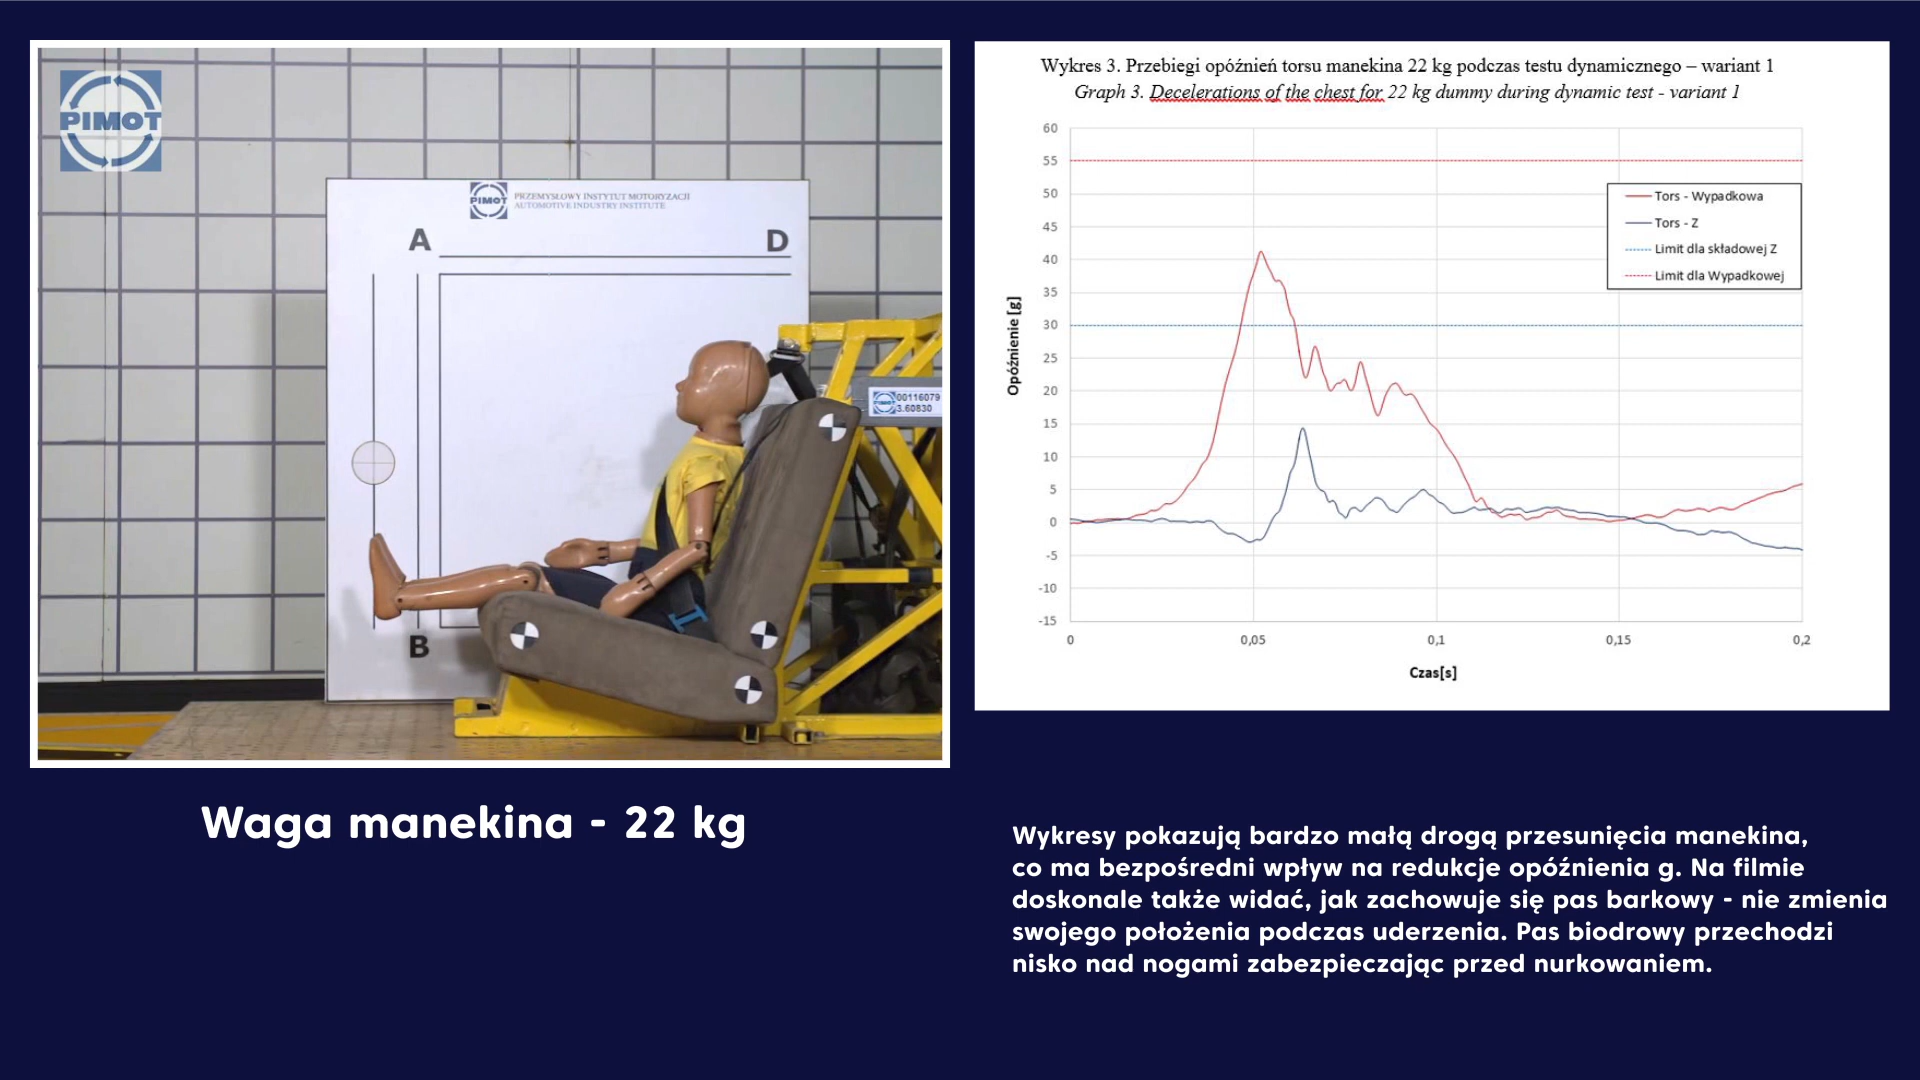 PIMOT
PIMOT
PRZEMYSŁOWY INSTYTUT MOTORYZACJI
AUTOMOTIVE INDUSTRY INSTITUTE
A
D
B
PIMOT
00116079
3.60830
Waga manekina - 22 kg
Wykres 3. Przebiegi opóźnień torsu manekina 22 kg podczas testu dynamicznego – wariant 1
Graph 3. Decelerations of the chest for 22 kg dummy during dynamic test - variant 1
60
55
50
45
40
35
30
25
20
15
10
5
0
-5
-10
-15
Opóźnienie [g]
Tors - Wypadkowa
Tors - Z
Limit dla składowej Z
Limit dla Wypadkowej
0
0,05
0,1
0,15
0,2
Czas[s]
Wykresy pokazują bardzo małą drogą przesunięcia manekina,
co ma bezpośredni wpływ na redukcje opóźnienia g. Na filmie
doskonale także widać, jak zachowuje się pas barkowy - nie zmienia
swojego położenia podczas uderzenia. Pas biodrowy przechodzi
nisko nad nogami zabezpieczając przed nurkowaniem.